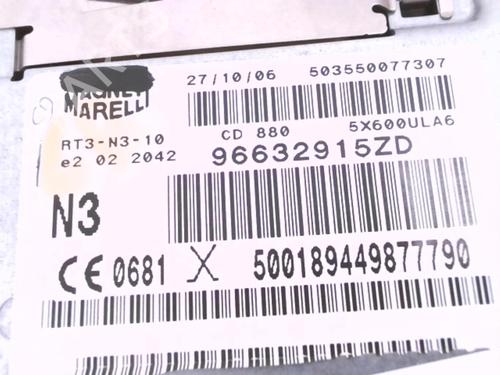 MAGNETI
MARELLI
27/10/06 503550077307
RT3-N3-10
e2 02 2042
CD 880 5X600ULA6
96632915ZD
N3
CE 0681 X 500189449877790